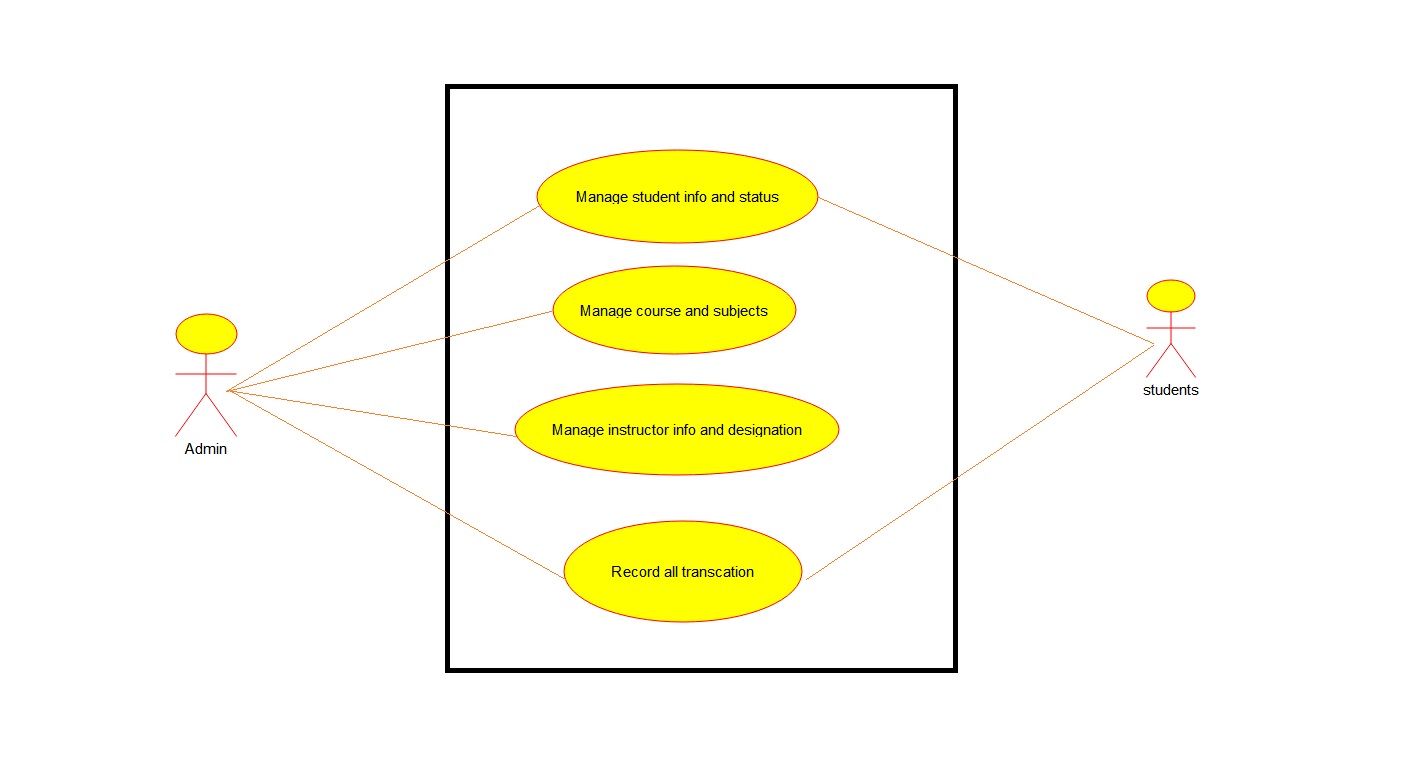 Manage student info and status
Manage course and subjects
Manage instructor info and designation
Record all transcation
Admin
students